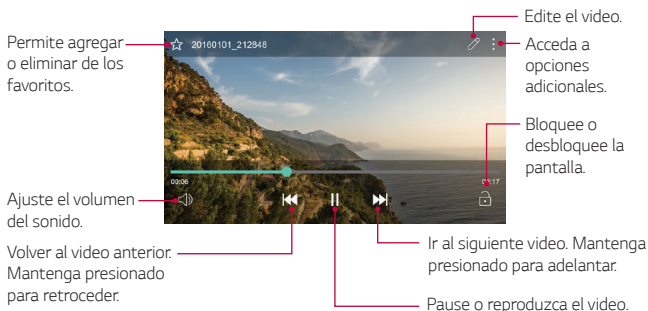 Edite el video.
Permite agregar
o eliminar de los
favoritos.
20160101_212848
Acceda a
opciones
adicionales.
Bloquee o
desbloquee la
pantalla.
00:06
00:17
Ajuste el volumen
del sonido.
Volver al video anterior.
Mantenga presionado
para retroceder.
Ir al siguiente video. Mantenga
presionado para adelantar.
Pause o reproduzca el video.